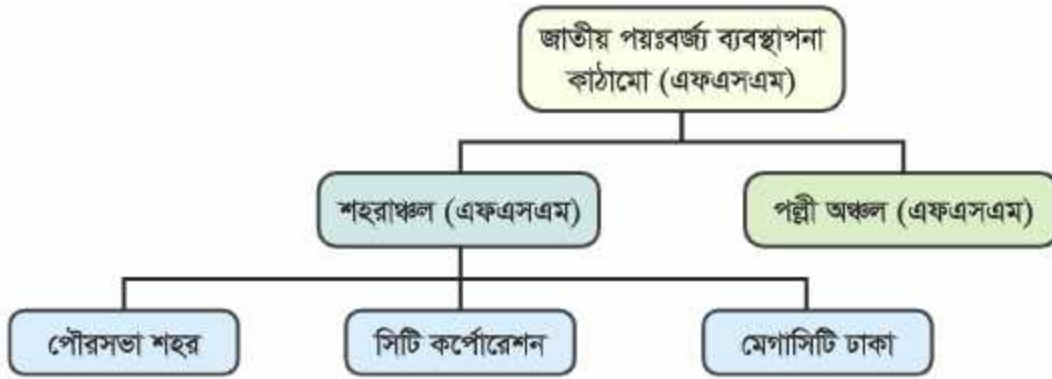 জাতীয় পয়ঃবর্জ্য ব্যবস্থাপনা
কাঠামো (এফএসএম)
শহরাঞ্চল (এফএসএম)
পল্লী অঞ্চল (এফএসএম)
পৌরসভা শহর
সিটি কর্পোরেশন
মেগাসিটি ঢাকা